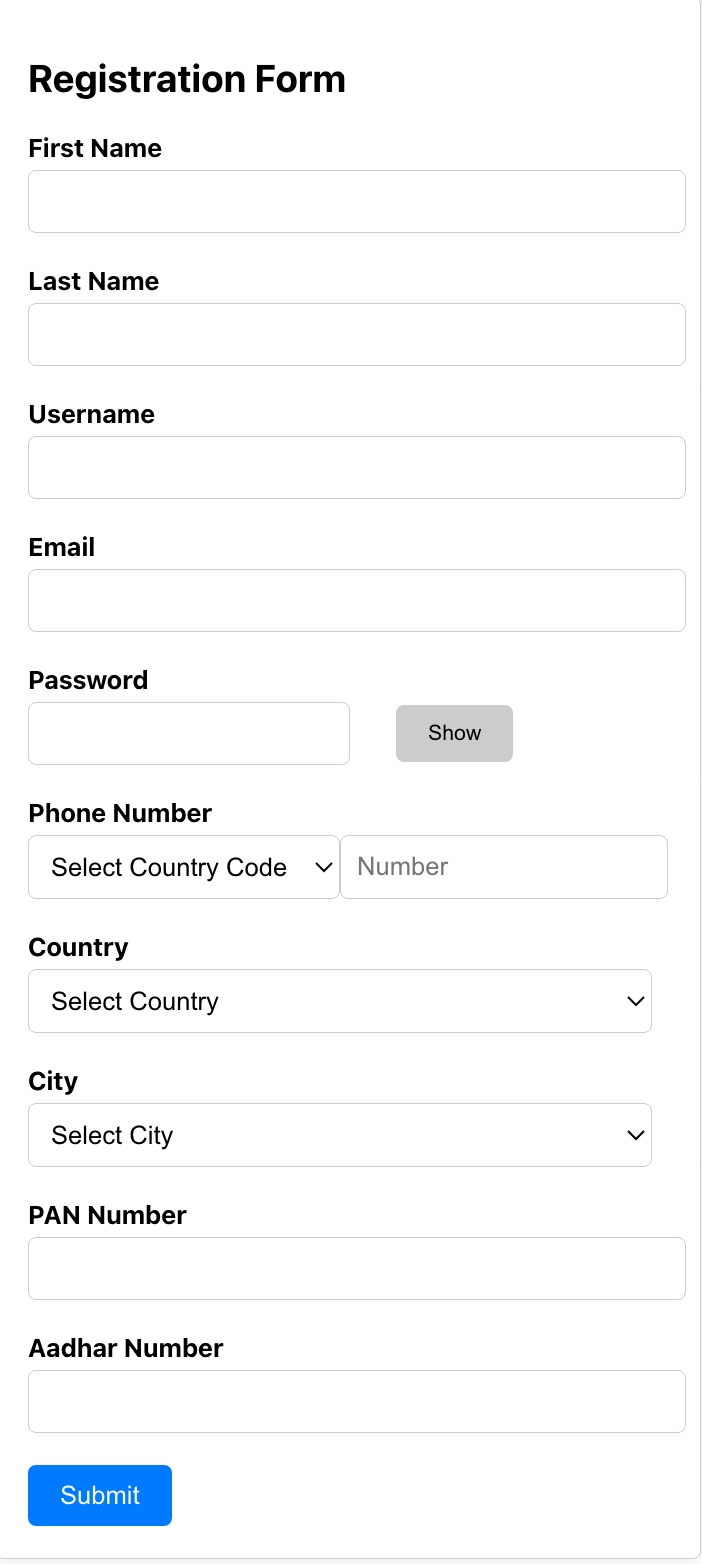 Registration Form
First Name
Last Name
Username
Email
Password
Show
Phone Number
Select Country Code Number
Country
Select Country
City
Select City
PAN Number
Aadhar Number
Submit